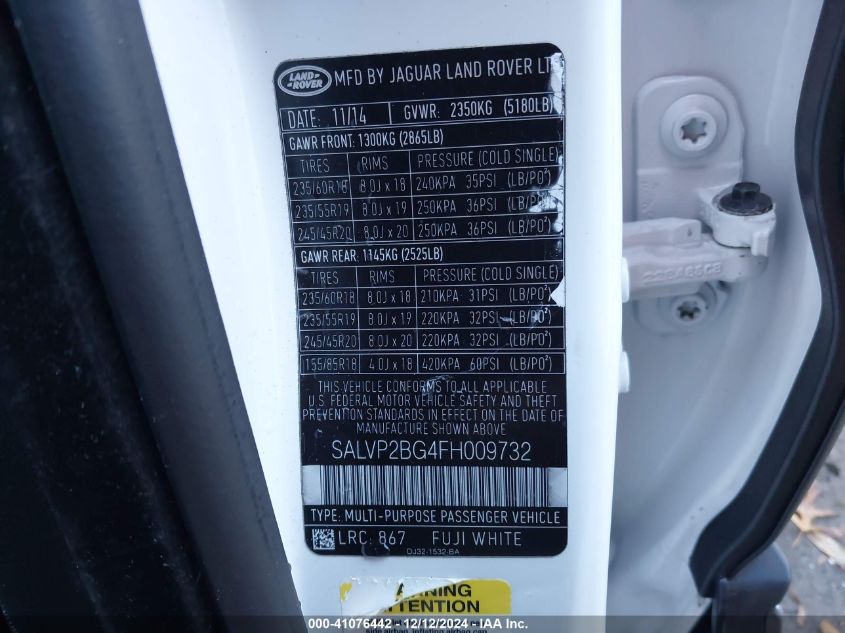 LAND ROVER
MFD BY JAGUAR LAND ROVER
DATE: 11/14 GVWR: 2350KG (5180LB)
GAWR FRONT: 1300KG (2865LB)
TIRES RIMS PRESSURE (COLD SINGLE)
235/60R18 8.0J x 18 240KPA 35PSI (LB/PO²)
235/55R19 8.0J x 19 250KPA 36PSI
245/45R20 8.0J x 20 250KPA 36PSI (LB/PO²)
GAWR REAR: 1145KG (2525LB)
TIRES RIMS PRESSURE (COLD SINGLE)
235/60R18 8.0J x 18 210KPA 31PSI (LB/PO²)
235/55R19 8.0J x 19 220KPA 32PSI (LB/PO²)
245/45R20 8.0J x 20 220KPA 32PSI (LB/PO²)
155/85R18 4.0J x 18 420KPA 60PSI (LB/PO²)
THIS VEHICLE CONFORMS TO ALL APPLICABLE
U.S. FEDERAL MOTOR VEHICLE SAFETY AND THEFT
PREVENTION STANDARDS IN EFFECT ON THE DATE OF
MANUFACTURE SHOWN ABOVE
SALVP2BG4FH009732
TYPE: MULTI-PURPOSE PASSENGER VEHICLE
LRC: 867 FUJI WHITE
DJ32-1532 BA
WARNING
ATTENTION
000-41076442 - 12/12/2024 - IAA Inc.